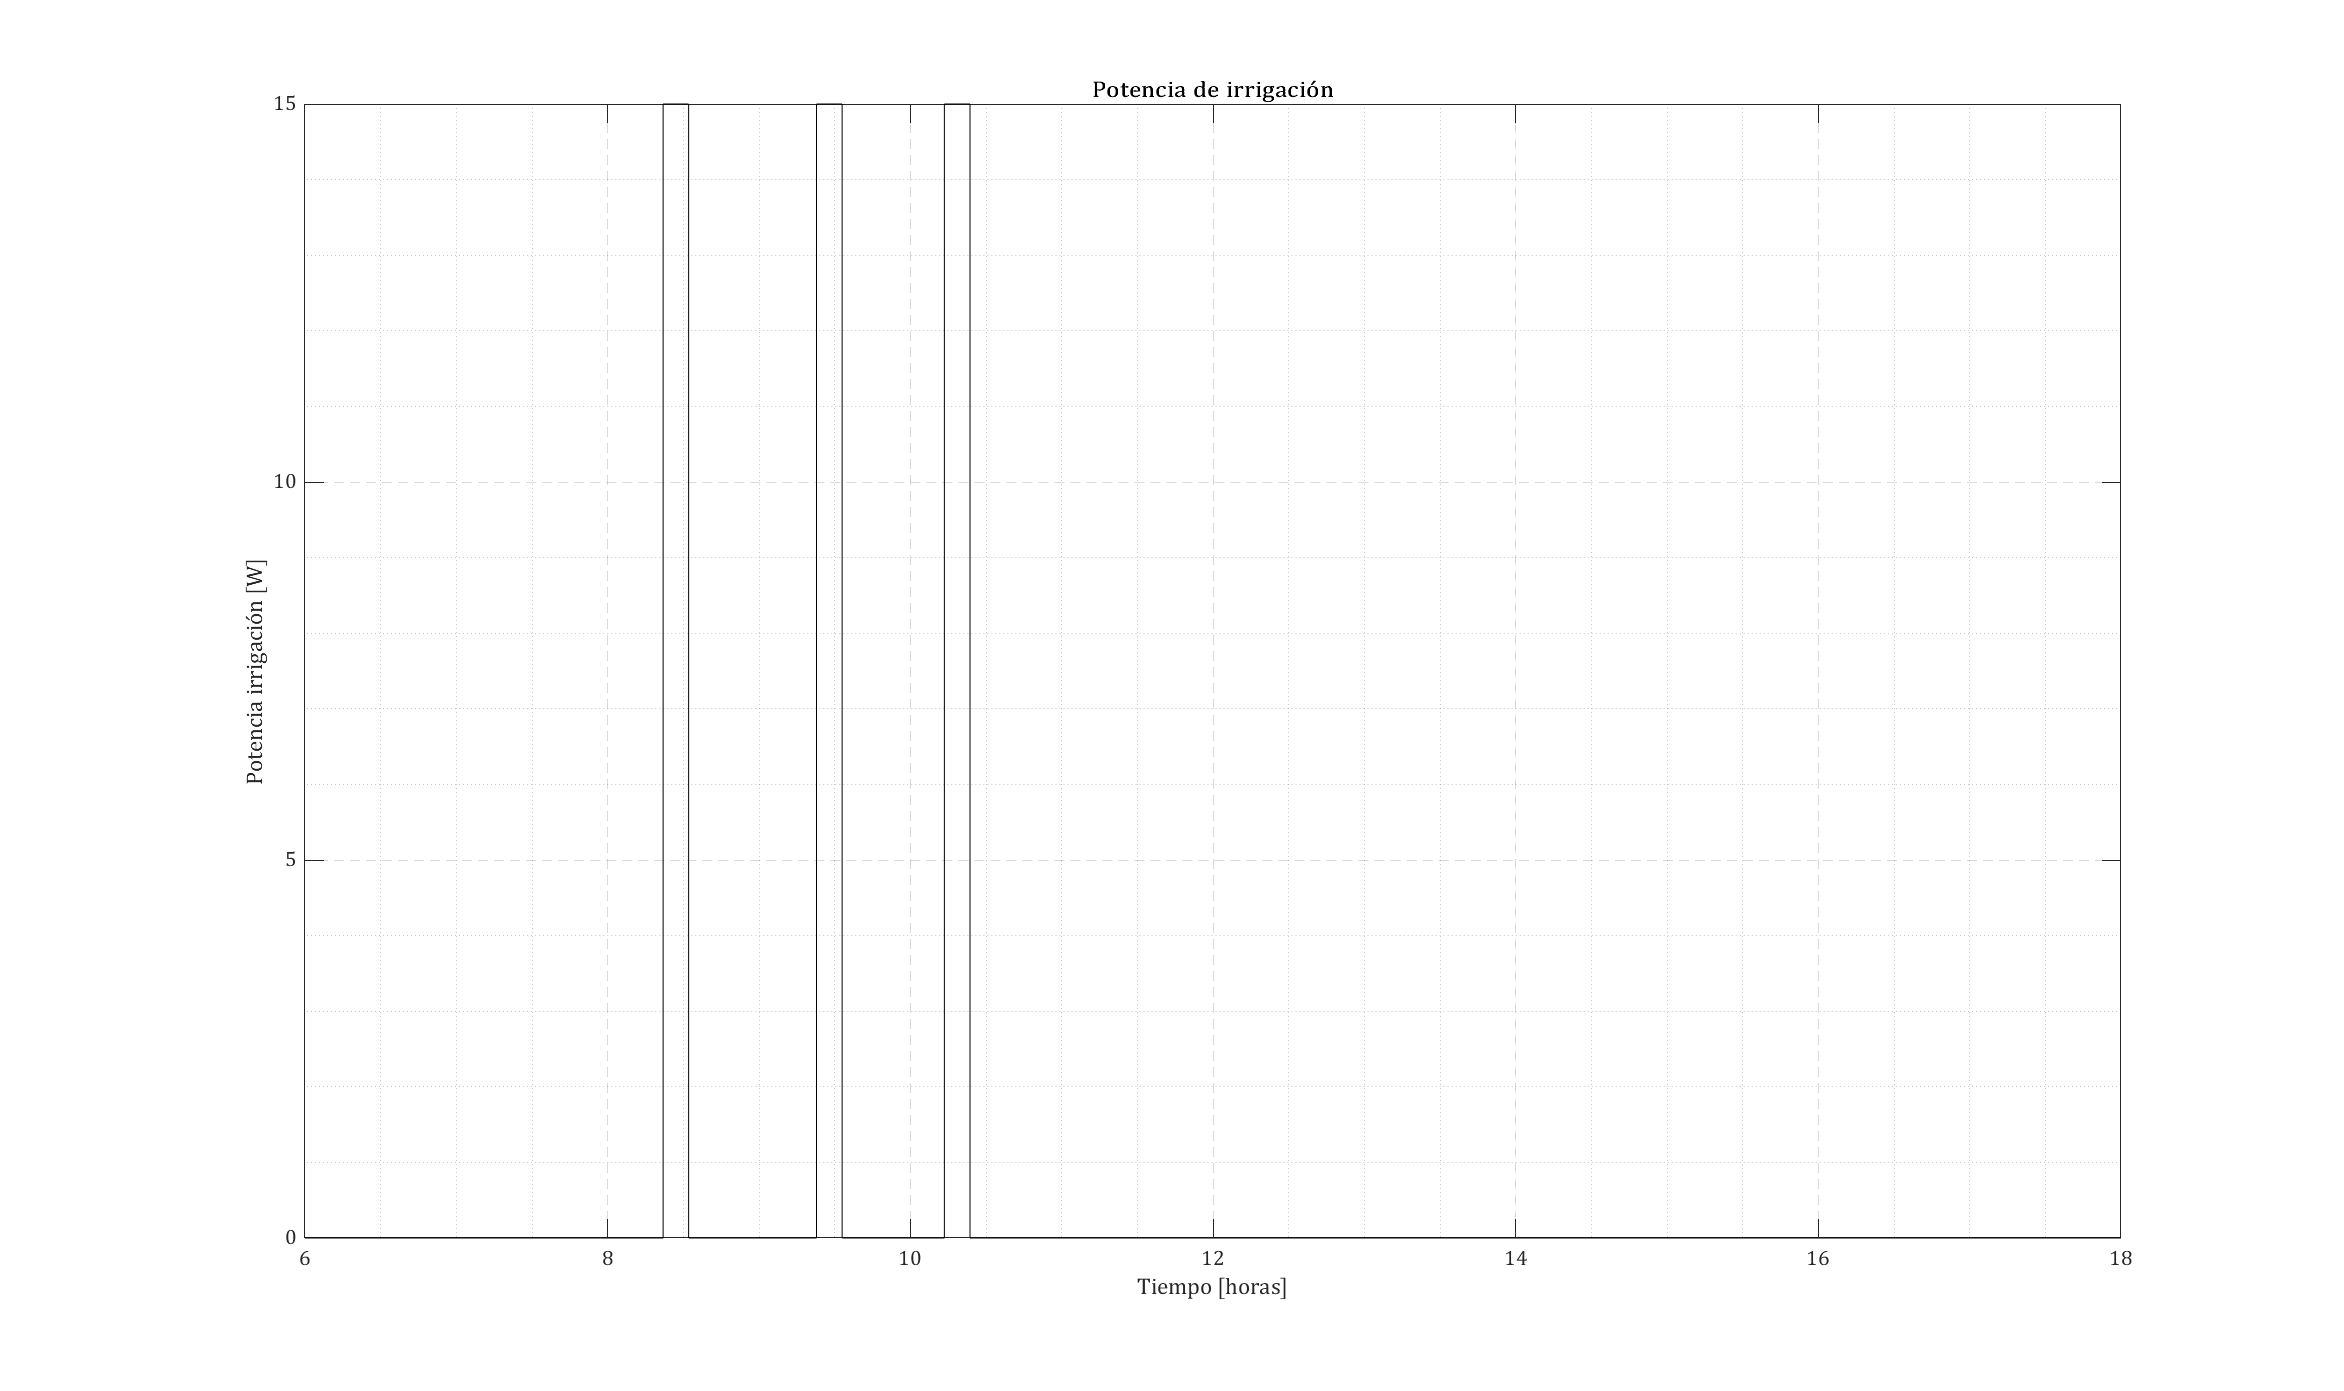 Potencia de irrigación
15
10
5
0
Potencia irrigación [W]
6 8 10 12 14 16 18
Tiempo [horas]